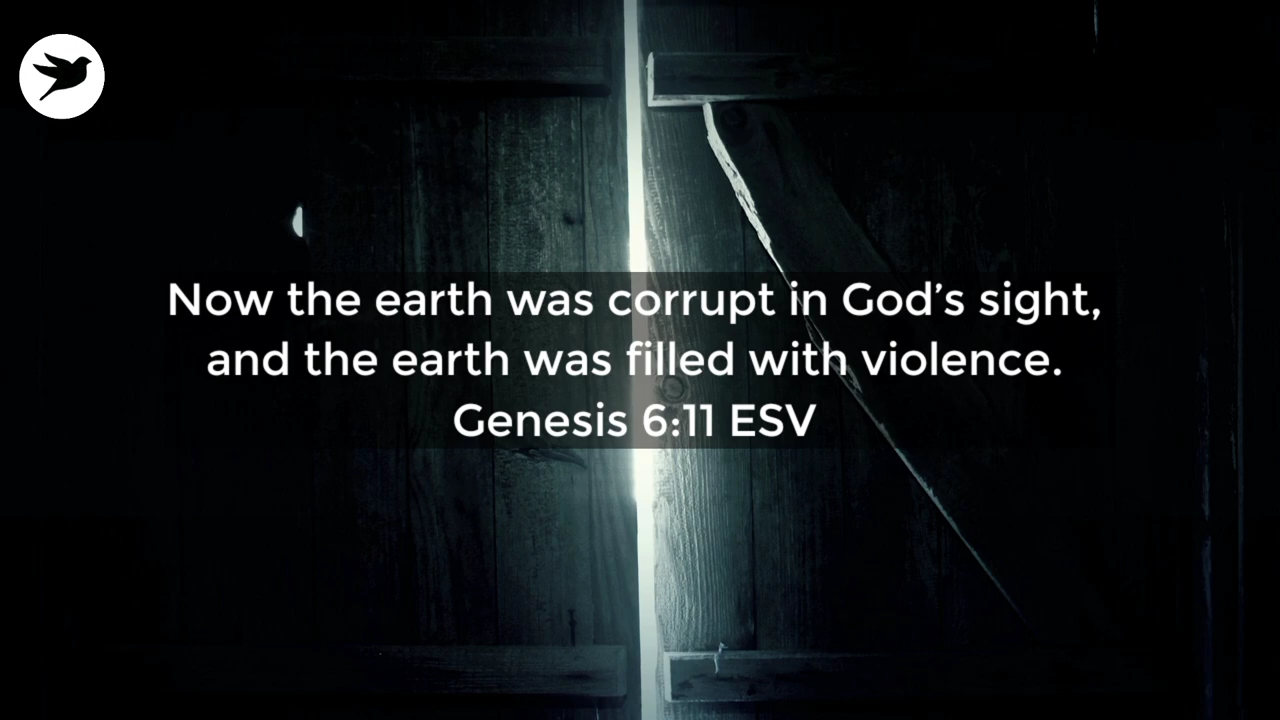 Now the earth was corrupt in God’s sight,
and the earth was filled with violence.
Genesis 6:11 ESV